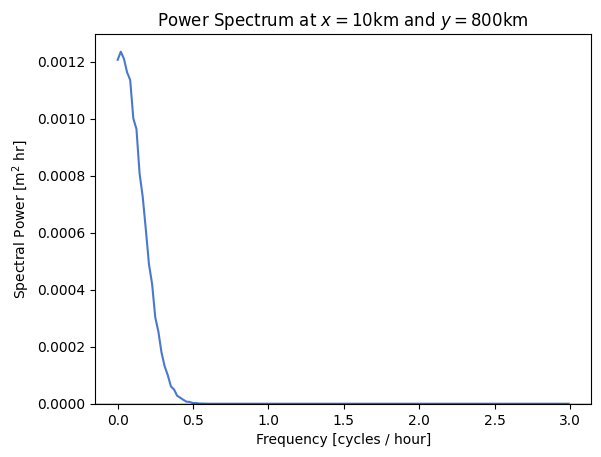 Power Spectrum at x = 10km and y = 800km
0.0012
0.0010
0.0008
0.0006
0.0004
0.0002
0.0000
Spectral Power [m² hr]
0.0 0.5 1.0 1.5 2.0 2.5 3.0
Frequency [cycles / hour]